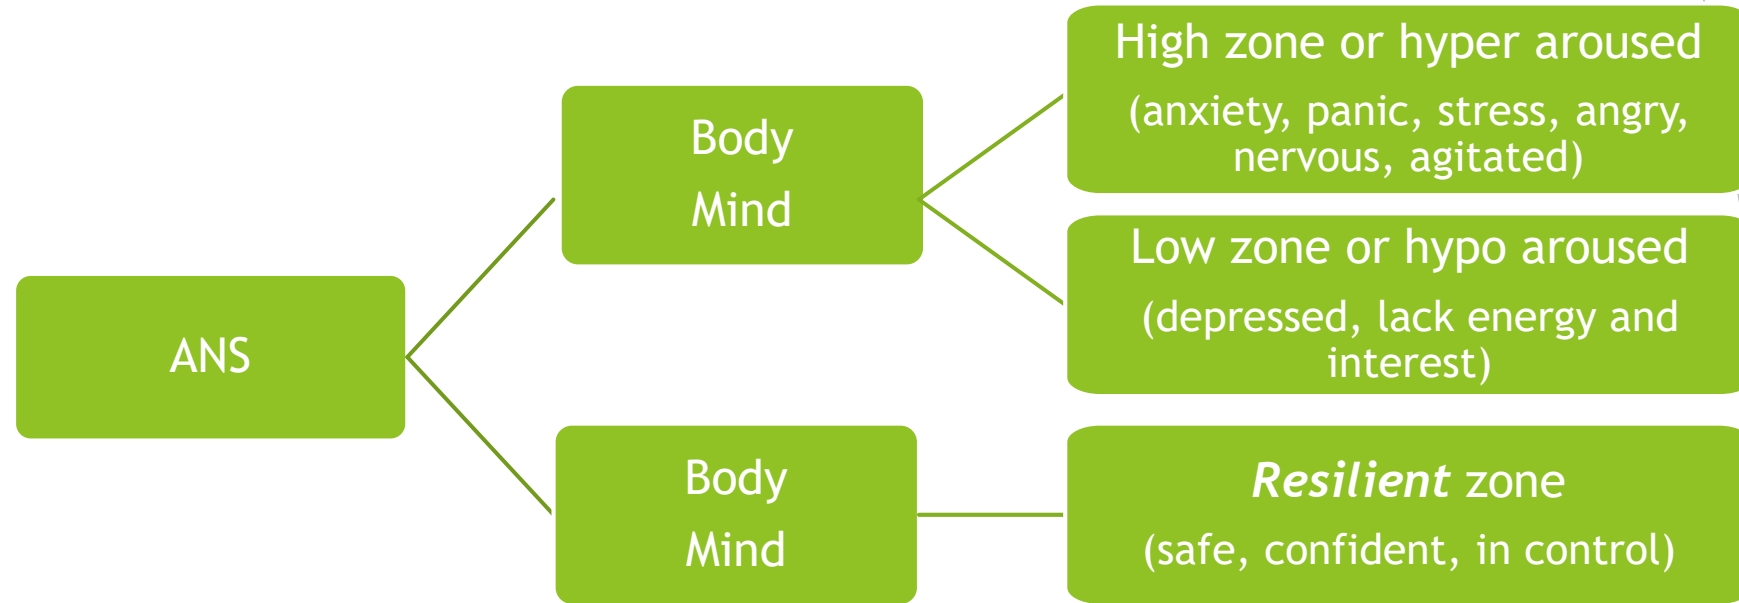 ANS
Body
Mind
High zone or hyper aroused
(anxiety, panic, stress, angry,
nervous, agitated)
Low zone or hypo aroused
(depressed, lack energy and
interest)
Body
Mind
Resilient zone
(safe, confident, in control)